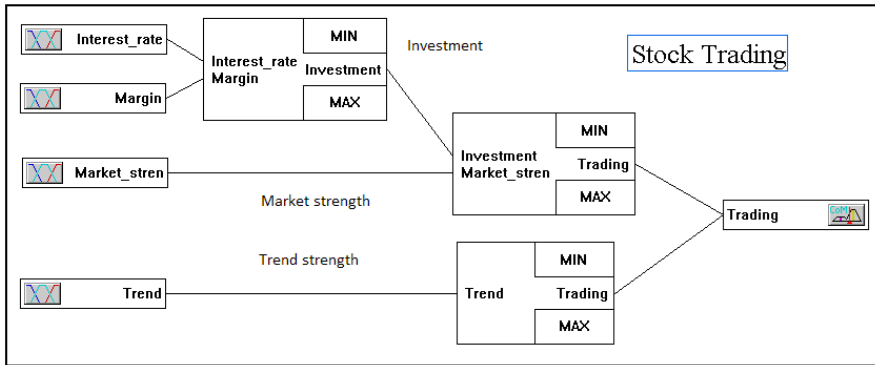 Interest_rate
MIN
Investment
Stock Trading
Interest_rate
Margin
Investment
Margin
MAX
MIN
Investment
Market_stren
Trading
Market_stren
MAX
Market strength
Trading
CoM
Trend strength
MIN
Trend
Trend
Trading
MAX